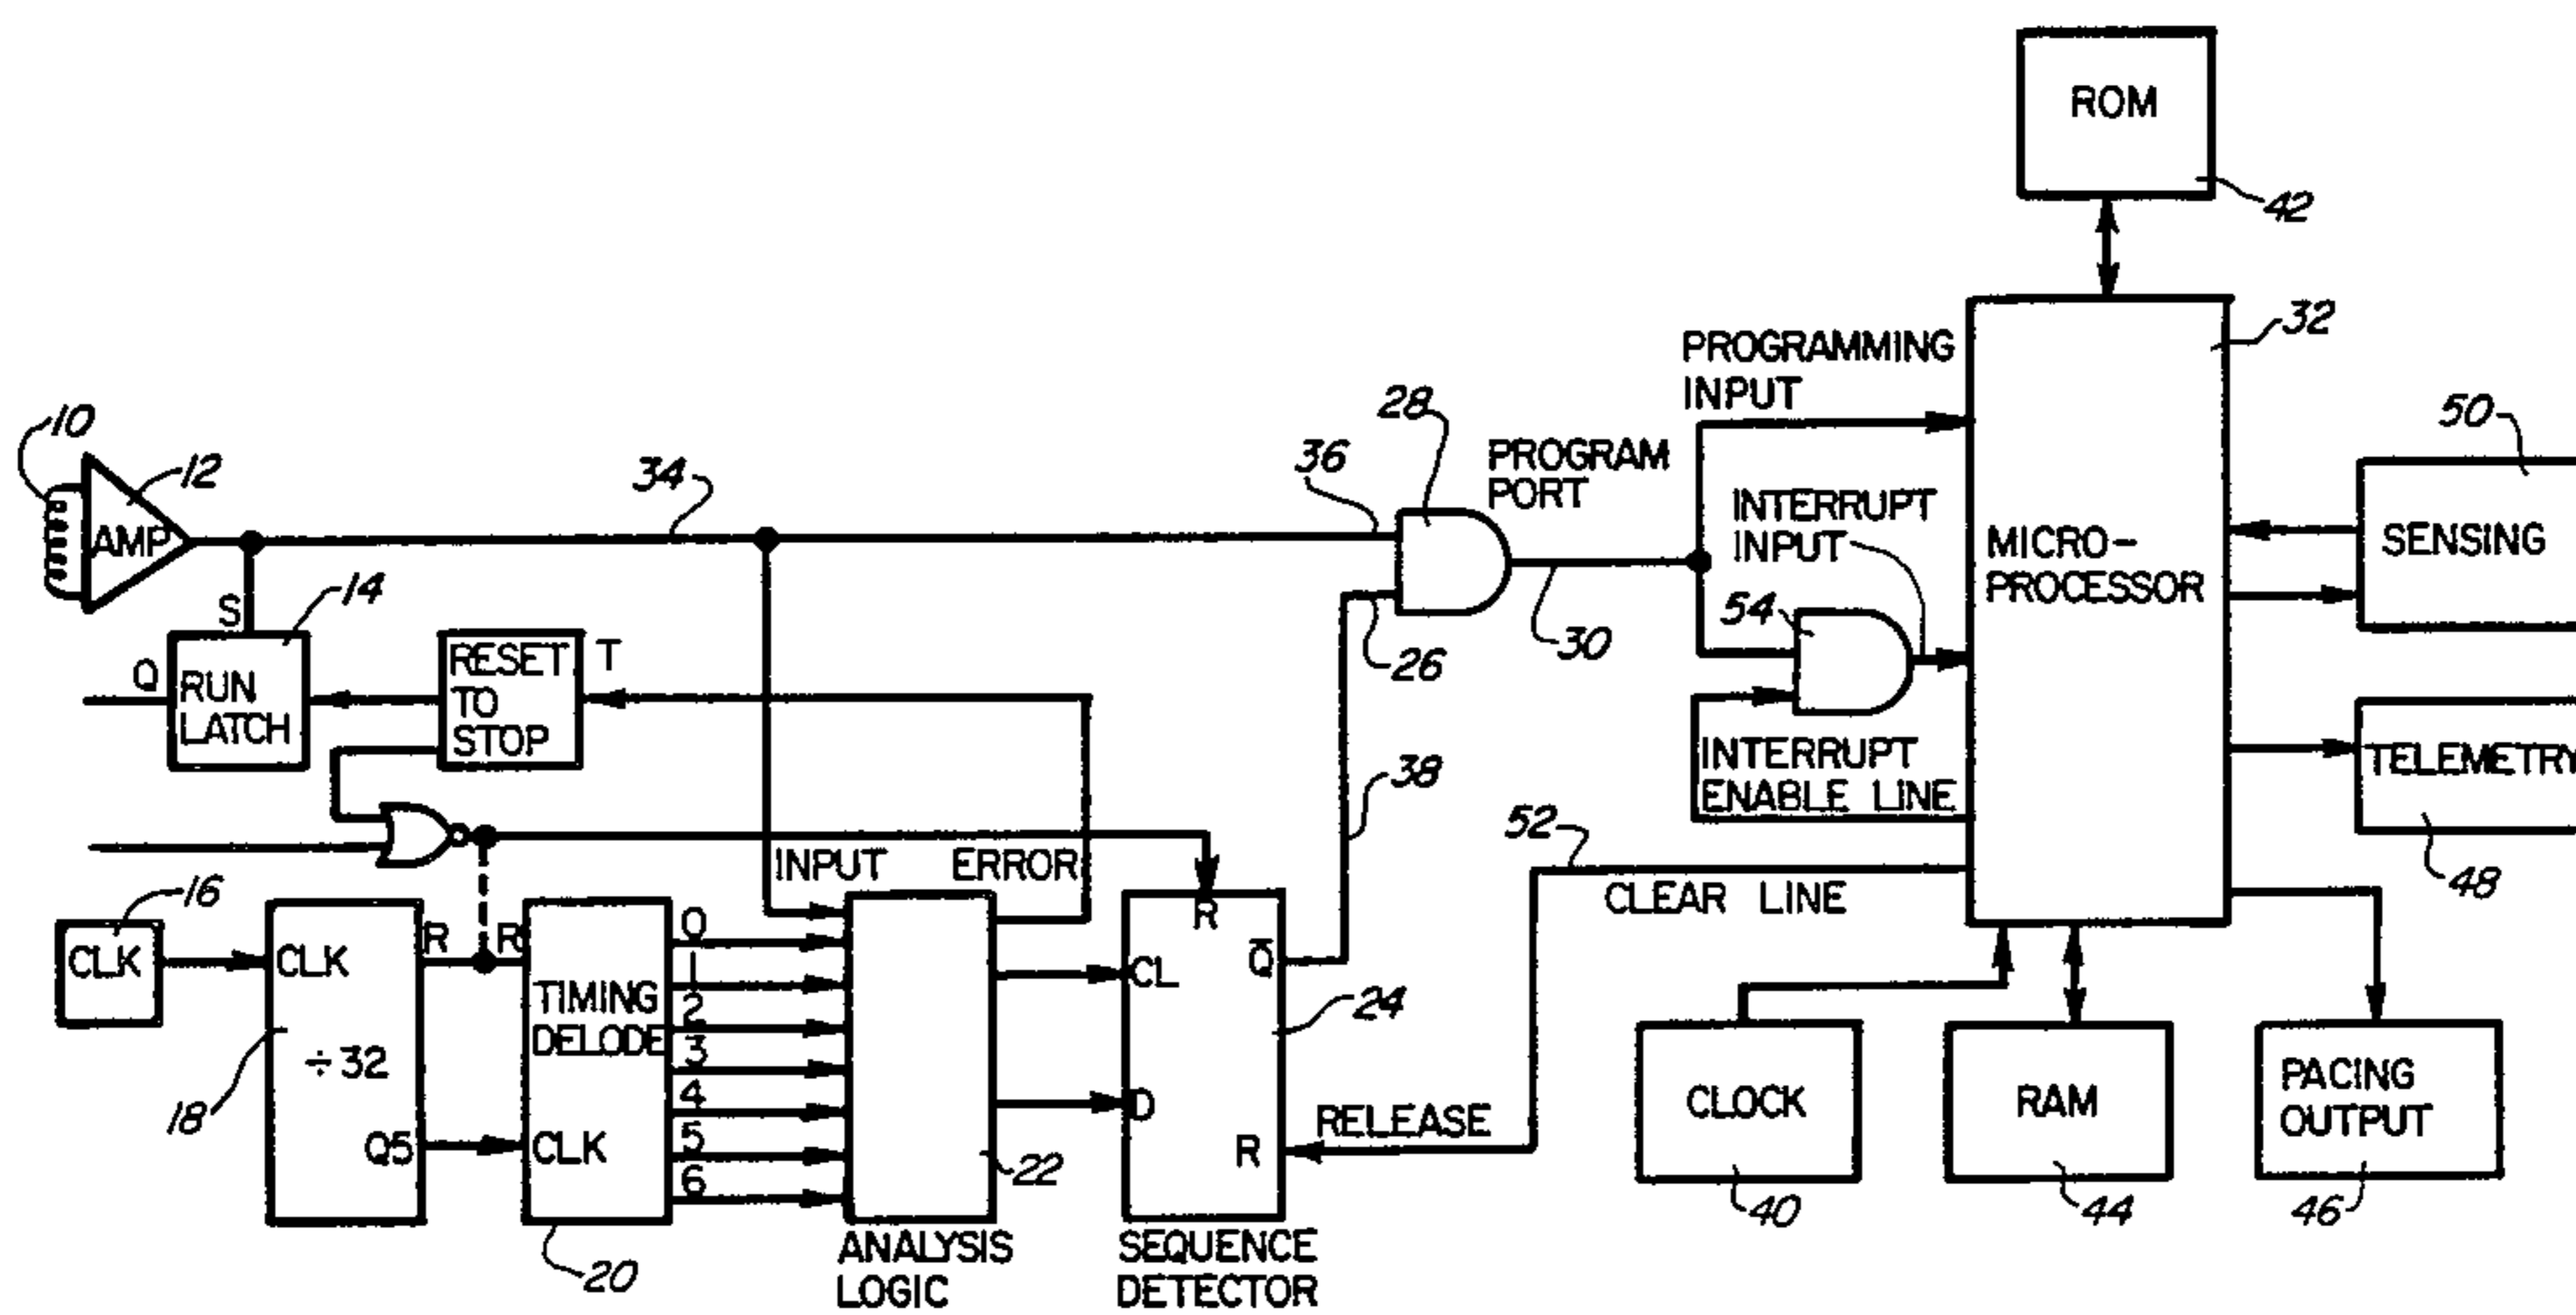 ROM
42
32
PROGRAMMING
INPUT
50
28
10
12
34
36
PROGRAM
PORT
INTERRUPT
INPUT
AMP
MICRO-
PROCESSOR
SENSING
14
S
54
30
26
Q
RUN
LATCH
RESET
TO
STOP
T
INTERRUPT
ENABLE LINE
TELEMETRY
38
52
48
INPUT
ERROR
CLEAR LINE
16
CLK
CLK
R
R
TIMING
DELODE
0
1
2
3
4
5
6
R
CL
Q̅
24
÷32
18
Q5
CLK
D
R
RELEASE
22
20
ANALYSIS
LOGIC
SEQUENCE
DETECTOR
CLOCK
40
RAM
44
PACING
OUTPUT
46